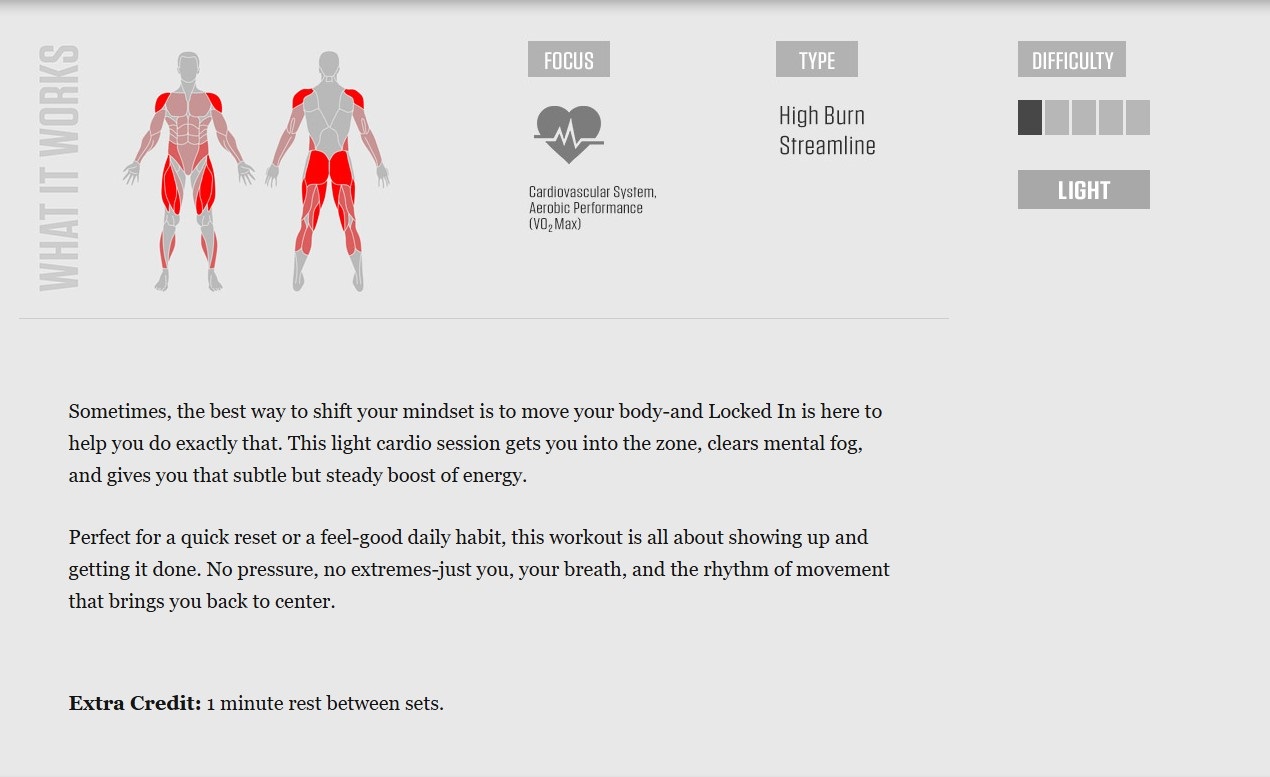 WHAT IT WORKS
FOCUS
Cardiovascular System,
Aerobic Performance
(VO₂ Max)
TYPE
High Burn
Streamline
DIFFICULTY
LIGHT
Sometimes, the best way to shift your mindset is to move your body-and Locked In is here to
help you do exactly that. This light cardio session gets you into the zone, clears mental fog,
and gives you that subtle but steady boost of energy.
Perfect for a quick reset or a feel-good daily habit, this workout is all about showing up and
getting it done. No pressure, no extremes-just you, your breath, and the rhythm of movement
that brings you back to center.
Extra Credit: 1 minute rest between sets.